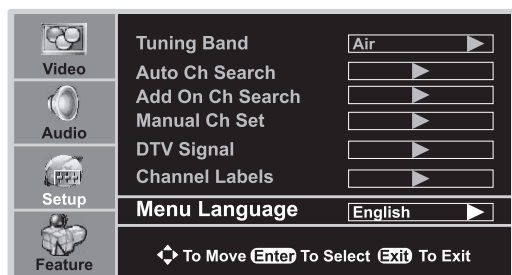 Video
Audio
Setup
Feature
Tuning Band Air
Auto Ch Search
Add On Ch Search
Manual Ch Set
DTV Signal
Channel Labels
Menu Language English
To Move Enter To Select Exit To Exit